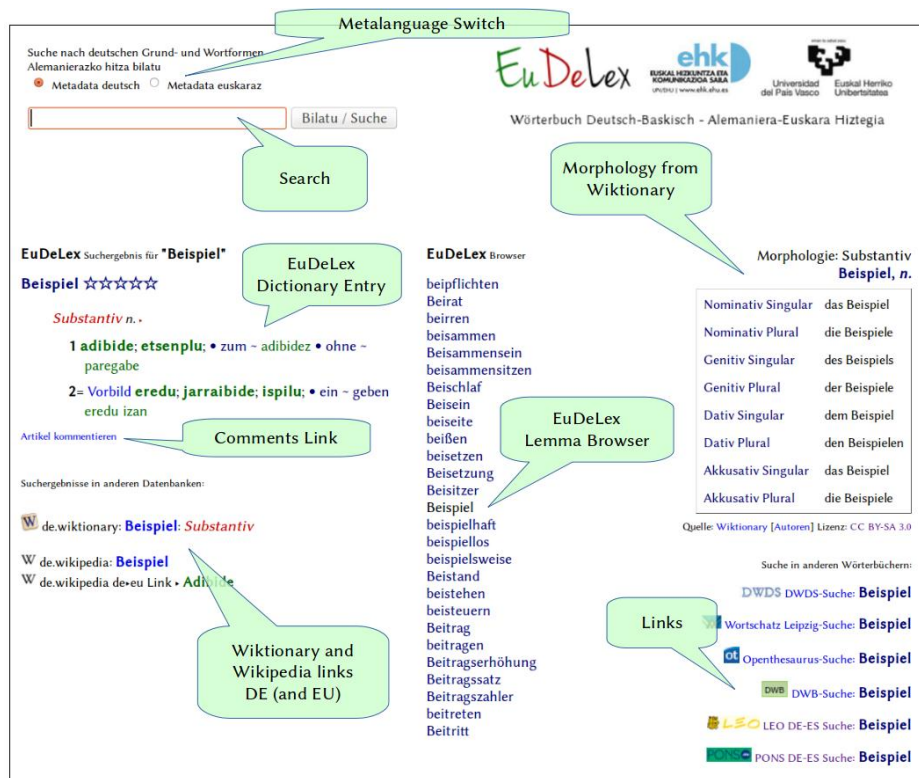 Metalanguage Switch
Suche nach deutschen Grund- und Wortformen
Alemanierazko hitza bilatu
Metadata deutsch Metadata euskaraz
Bilatu / Suche
Search
EuDeLex
ehk
EUSKAL HIZKUNTZA ETA
KOMUNIKAZIOA SAILA
UPV/EHU | www.ehk.ehu.es
Universidad
del País Vasco
Euskal Herriko
Unibertsitatea
Wörterbuch Deutsch-Baskisch - Alemaniera-Euskara Hiztegia
Morphology from
Wiktionary
EuDeLex Suchergebnis für "Beispiel"
Beispiel ☆☆☆☆☆
EuDeLex
Dictionary Entry
Substantiv n. ▸
1 adibide; etsenplu; • zum ~ adibidez • ohne ~
paregabe
2= Vorbild eredu; jarraibide; ispilu; • ein ~ geben
eredu izan
Artikel kommentieren
Comments Link
Suchergebnisse in anderen Datenbanken:
W de.wiktionary: Beispiel: Substantiv
W de.wikipedia: Beispiel
W de.wikipedia de▸eu Link ▸ Adibide
Wiktionary and
Wikipedia links
DE (and EU)
EuDeLex Browser
beipflichten
Beirat
beirren
beisammen
Beisammensein
beisammensitzen
Beischlaf
Beisein
beiseite
beißen
beisetzen
Beisetzung
Beisitzer
Beispiel
beispielhaft
beispiellos
beispielsweise
Beistand
beistehen
beisteuern
Beitrag
beitragen
Beitragserhöhung
Beitragssatz
Beitragszahler
beitreten
Beitritt
EuDeLex
Lemma Browser
Morphologie: Substantiv
Beispiel, n.
Nominativ Singular das Beispiel
Nominativ Plural die Beispiele
Genitiv Singular des Beispiels
Genitiv Plural der Beispiele
Dativ Singular dem Beispiel
Dativ Plural den Beispielen
Akkusativ Singular das Beispiel
Akkusativ Plural die Beispiele
Quelle: Wiktionary [Autoren] Lizenz: CC BY-SA 3.0
Suche in anderen Wörterbüchern:
Links
DWDS DWDS-Suche: Beispiel
W Wortschatz Leipzig-Suche: Beispiel
ot Openthesaurus-Suche: Beispiel
DWB DWB-Suche: Beispiel
LEO LEO DE-ES Suche: Beispiel
PONS PONS DE-ES Suche: Beispiel